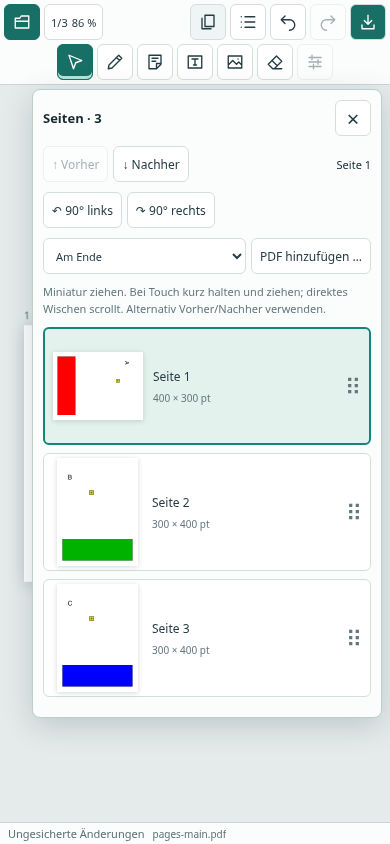 1/3 86 %
Seiten · 3
↑ Vorher
↓ Nachher
Seite 1
↶ 90° links
↷ 90° rechts
Am Ende
PDF hinzufügen ...
Miniatur ziehen. Bei Touch kurz halten und ziehen; direktes
Wischen scrollt. Alternativ Vorher/Nachher verwenden.
1
A
Seite 1
400 × 300 pt
B
Seite 2
300 × 400 pt
C
Seite 3
300 × 400 pt
Ungesicherte Änderungen pages-main.pdf